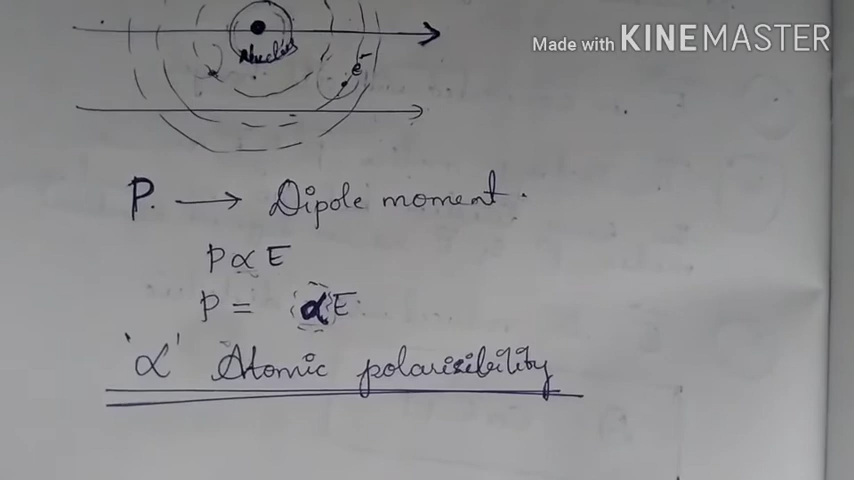 Made with KINEMASTER
Nucleus
e-
P. → Dipole moment.
P ∝ E
P = αE
'α' Atomic polarisibility